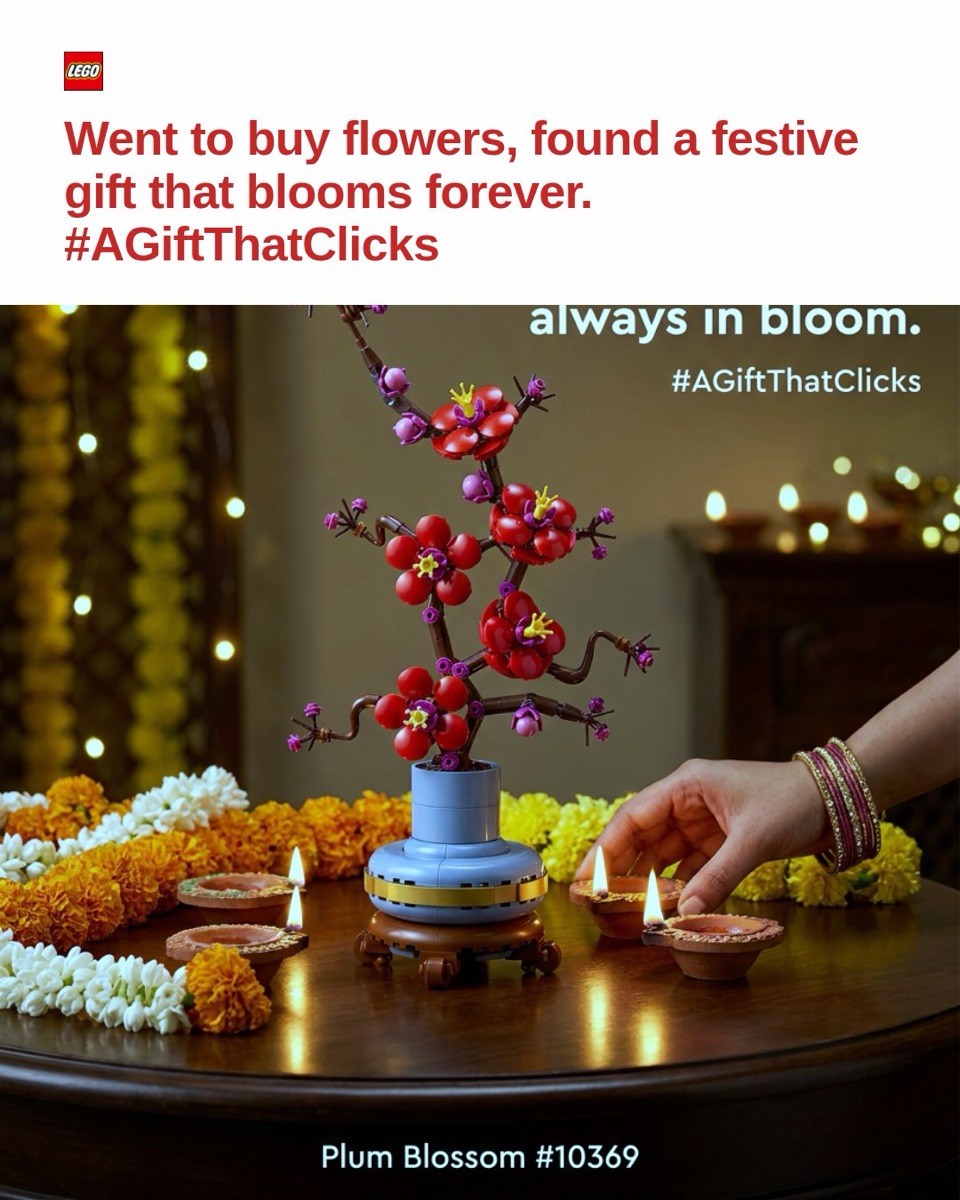 LEGO
Went to buy flowers, found a festive
gift that blooms forever.
#AGiftThatClicks
always in bloom.
#AGiftThatClicks
Plum Blossom #10369